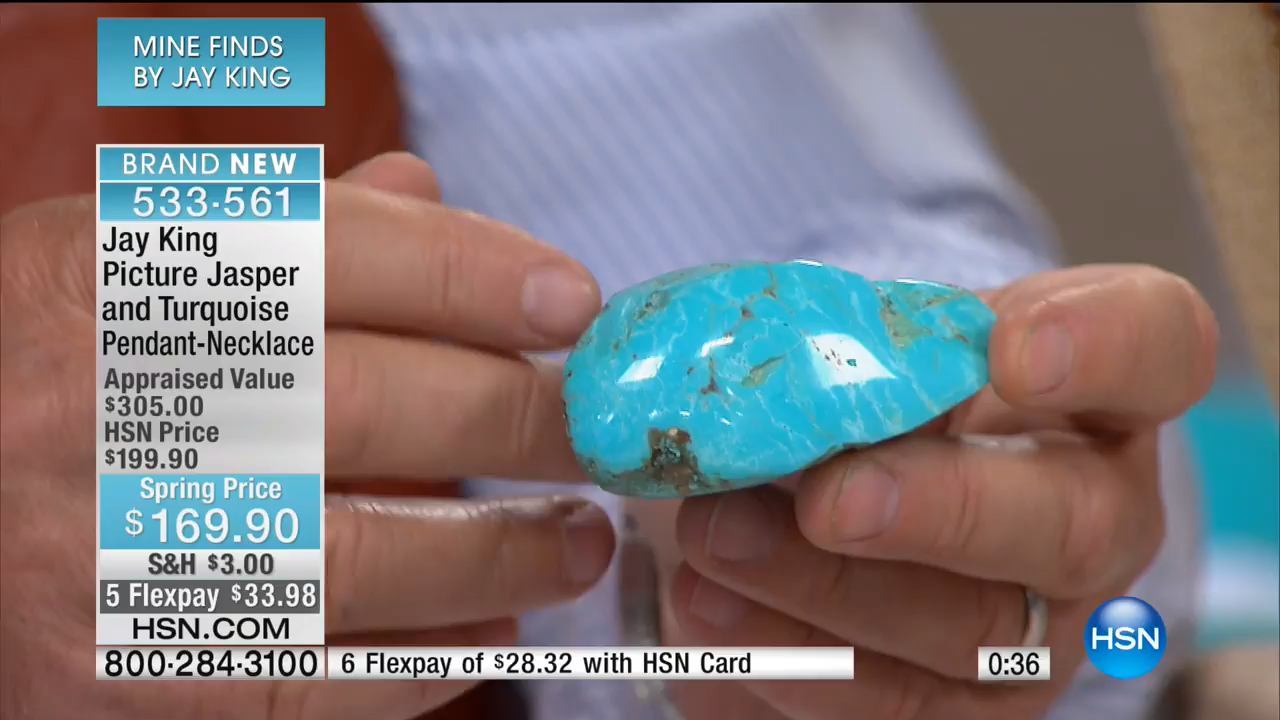 MINE FINDS
BY JAY KING
BRAND NEW
533·561
Jay King
Picture Jasper
and Turquoise
Pendant-Necklace
Appraised Value
$305.00
HSN Price
$199.90
Spring Price
$169.90
S&H $3.00
5 Flexpay $33.98
HSN.COM
800·284·3100
6 Flexpay of $28.32 with HSN Card
0:36
HSN